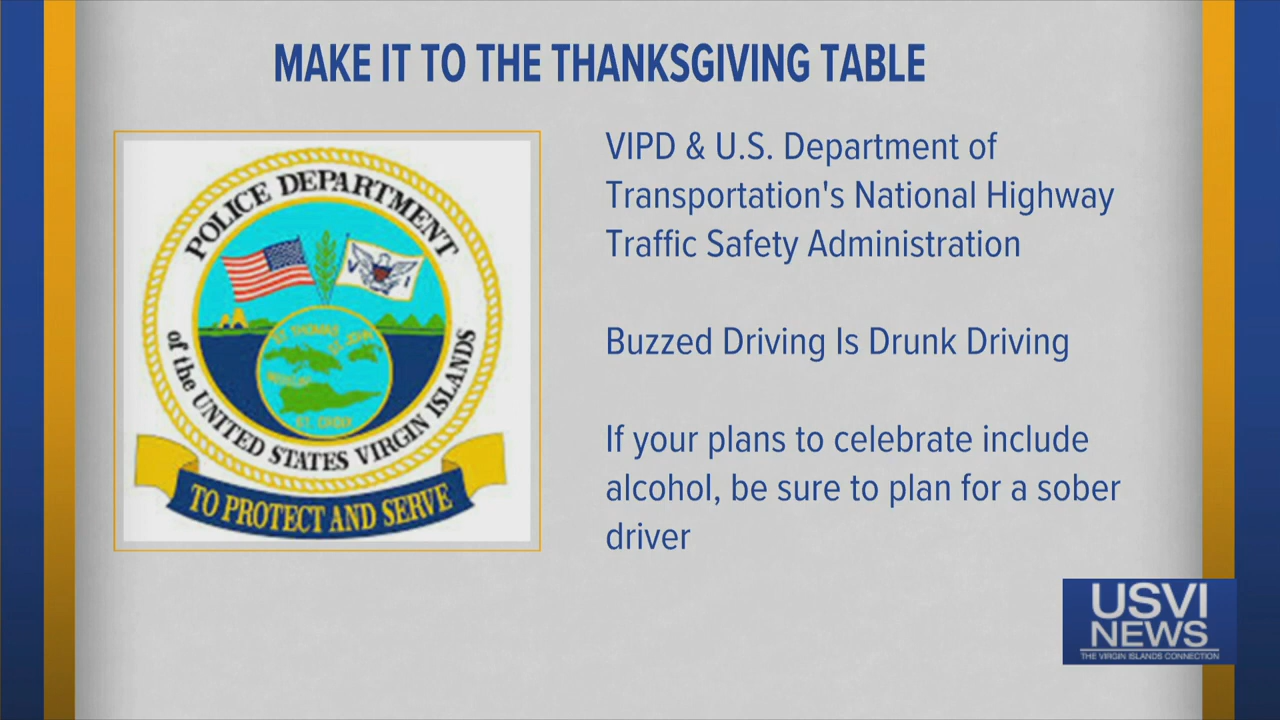 MAKE IT TO THE THANKSGIVING TABLE
POLICE DEPARTMENT
of the UNITED STATES VIRGIN ISLANDS
V I
ST. CROIX
TO PROTECT AND SERVE
VIPD & U.S. Department of
Transportation's National Highway
Traffic Safety Administration
Buzzed Driving Is Drunk Driving
If your plans to celebrate include
alcohol, be sure to plan for a sober
driver
USVI
NEWS
THE VIRGIN ISLANDS CONNECTION